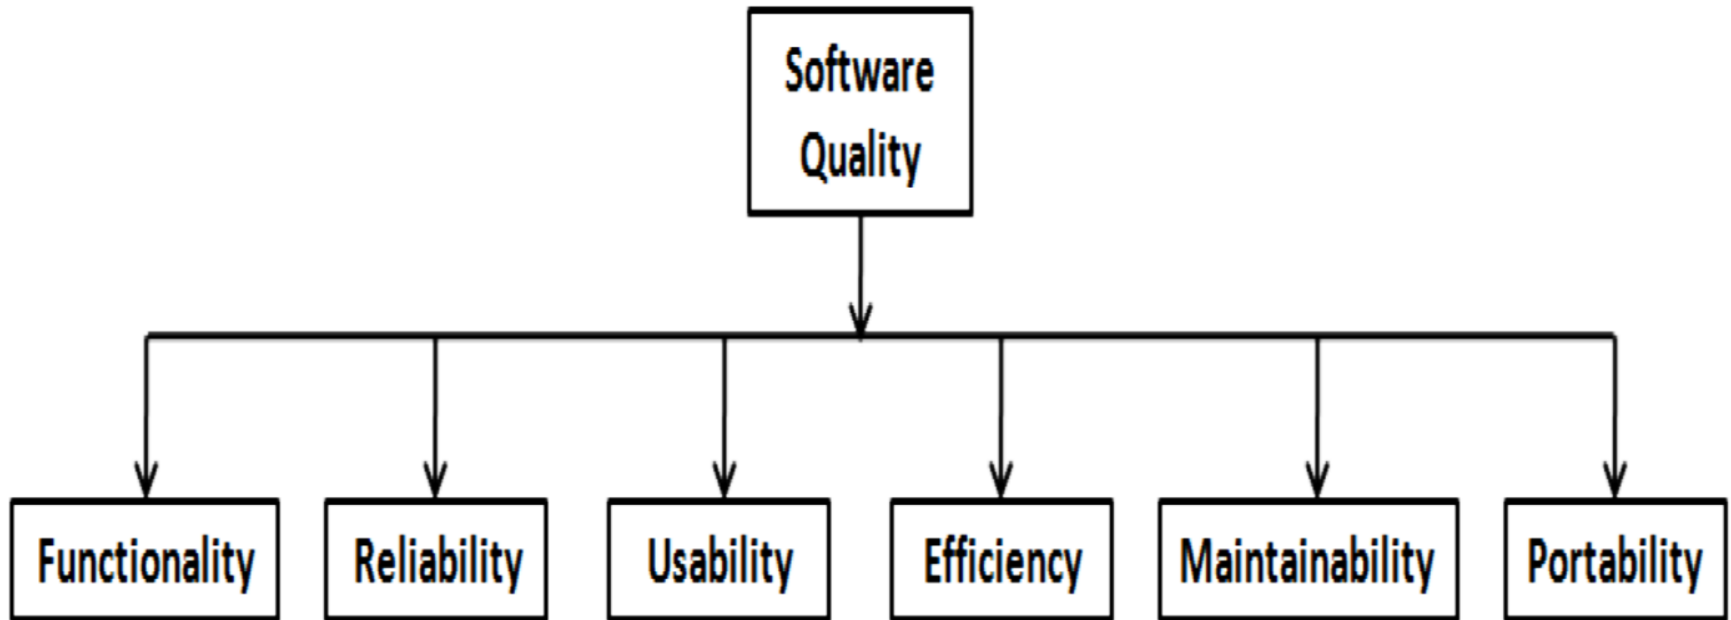 Software
Quality
Functionality
Reliability
Usability
Efficiency
Maintainability
Portability